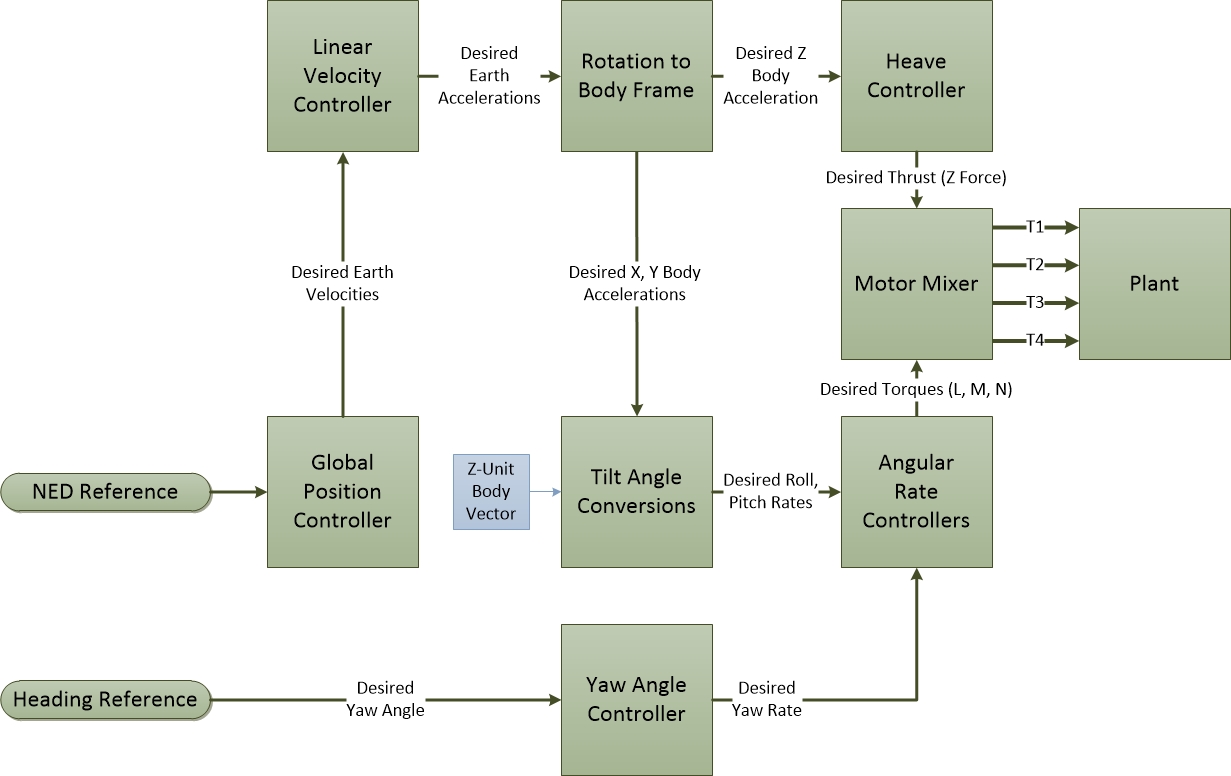 Linear
Velocity
Controller
Desired
Earth
Accelerations
Rotation to
Body Frame
Desired Z
Body
Acceleration
Heave
Controller
Desired Thrust (Z Force)
Desired Earth
Velocities
Desired X, Y Body
Accelerations
Motor Mixer
T1
T2
T3
T4
Plant
Desired Torques (L, M, N)
NED Reference
Global
Position
Controller
Z-Unit
Body
Vector
Tilt Angle
Conversions
Desired Roll,
Pitch Rates
Angular
Rate
Controllers
Heading Reference
Desired
Yaw Angle
Yaw Angle
Controller
Desired
Yaw Rate